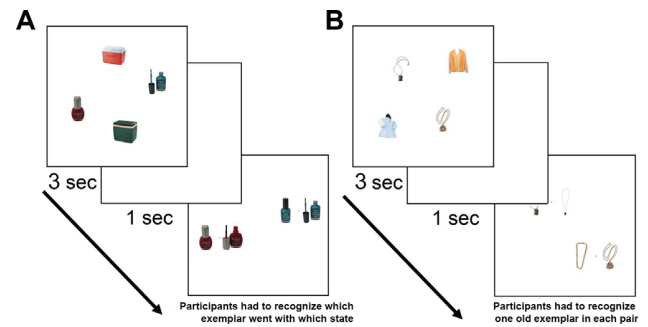 A
3 sec
1 sec
Participants had to recognize which
exemplar went with which state
B
3 sec
1 sec
Participants had to recognize
one old exemplar in each pair